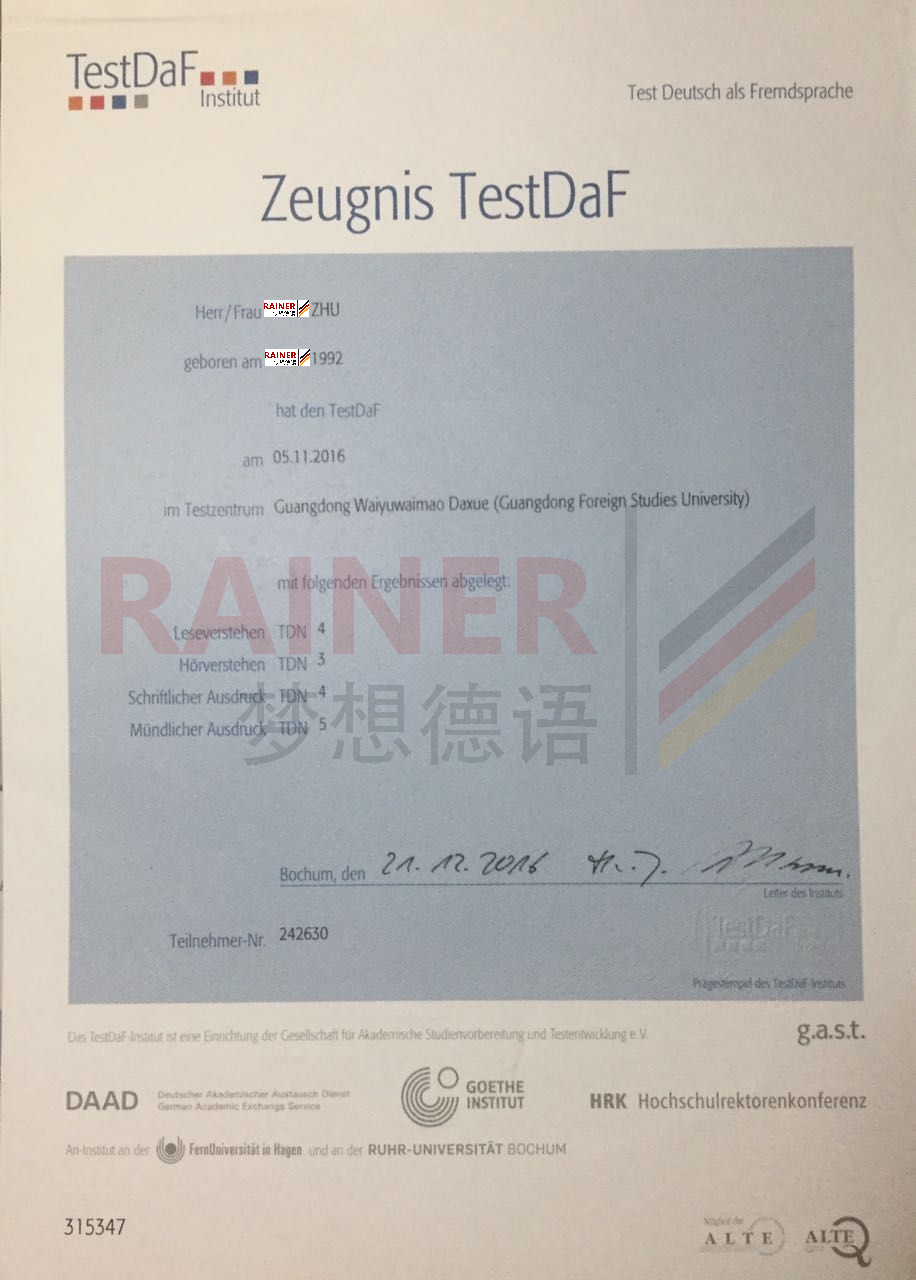 TestDaF
Institut
Test Deutsch als Fremdsprache
Zeugnis TestDaF
Herr/Frau RAINER ZHU
geboren am RAINER 1992
hat den TestDaF
am 05.11.2016
im Testzentrum Guangdong Waiyuwaimao Daxue (Guangdong Foreign Studies University)
mit folgenden Ergebnissen abgelegt:
RAINER
Leseverstehen TDN 4
Hörverstehen TDN 3
Schriftlicher Ausdruck TDN 4
Mündlicher Ausdruck TDN 5
梦想德语
Bochum, den 21.12.2016
Leiter des Instituts
Teilnehmer-Nr. 242630
TestDaF
Prägestempel des TestDaF-Instituts
Das TestDaF-Institut ist eine Einrichtung der Gesellschaft für Akademische Studienvorbereitung und Testentwicklung e. V.
g.a.s.t.
DAAD Deutscher Akademischer Austausch Dienst
German Academic Exchange Service
GOETHE
INSTITUT
HRK Hochschulrektorenkonferenz
An-Institut an der FernUniversität in Hagen und an der RUHR-UNIVERSITÄT BOCHUM
315347
Mitglied der
ALTE
ALTE